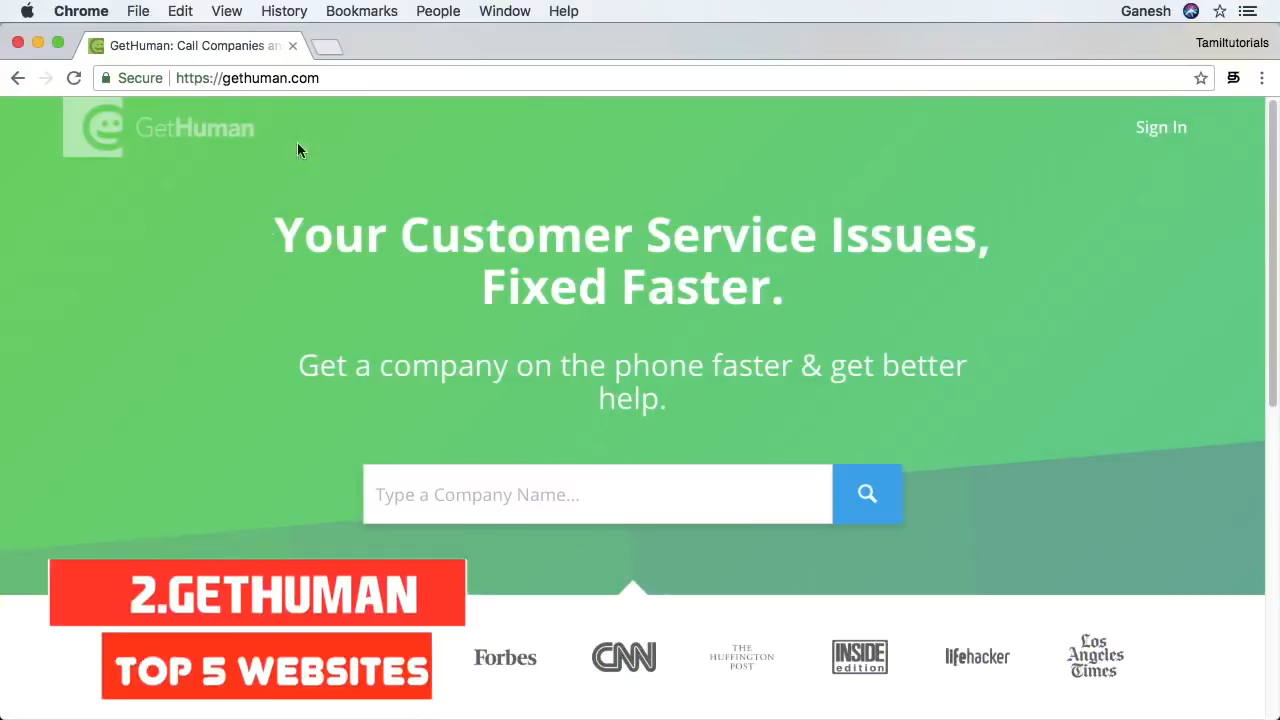 Chrome File Edit View History Bookmarks People Window Help Ganesh
GetHuman: Call Companies an
Tamiltutorials
Secure https://gethuman.com
GetHuman
Sign In
Your Customer Service Issues,
Fixed Faster.
Get a company on the phone faster & get better
help.
Type a Company Name...
2.GETHUMAN
TOP 5 WEBSITES
Forbes
CNN
THE
HUFFINGTON
POST
INSIDE
edition
lifehacker
Los
Angeles
Times